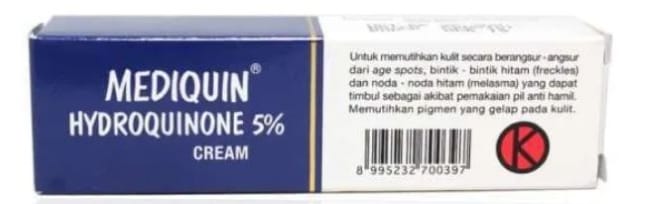 MEDIQUIN®
HYDROQUINONE 5%
CREAM
Untuk memutihkan kulit secara berangsur-angsur
dari age spots, bintik - bintik hitam (freckles)
dan noda - noda hitam (melasma) yang dapat
timbul sebagai akibat pemakaian pil anti hamil.
Memutihkan pigmen yang gelap pada kulit.
8 995232 700397
K